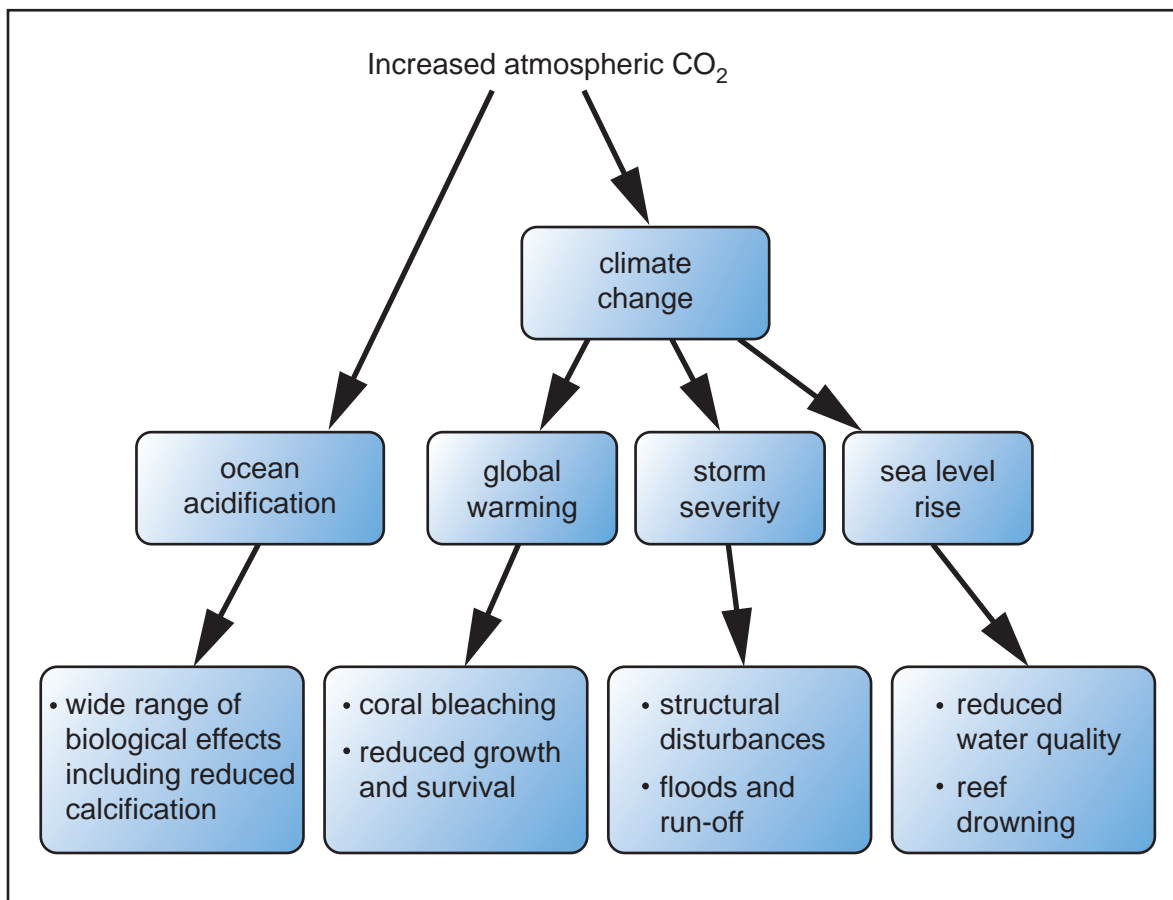 Increased atmospheric CO₂
climate
change
ocean
acidification
global
warming
storm
severity
sea level
rise
• wide range of
biological effects
including reduced
calcification
• coral bleaching
• reduced growth
and survival
• structural
disturbances
• floods and
run-off
• reduced
water quality
• reef
drowning